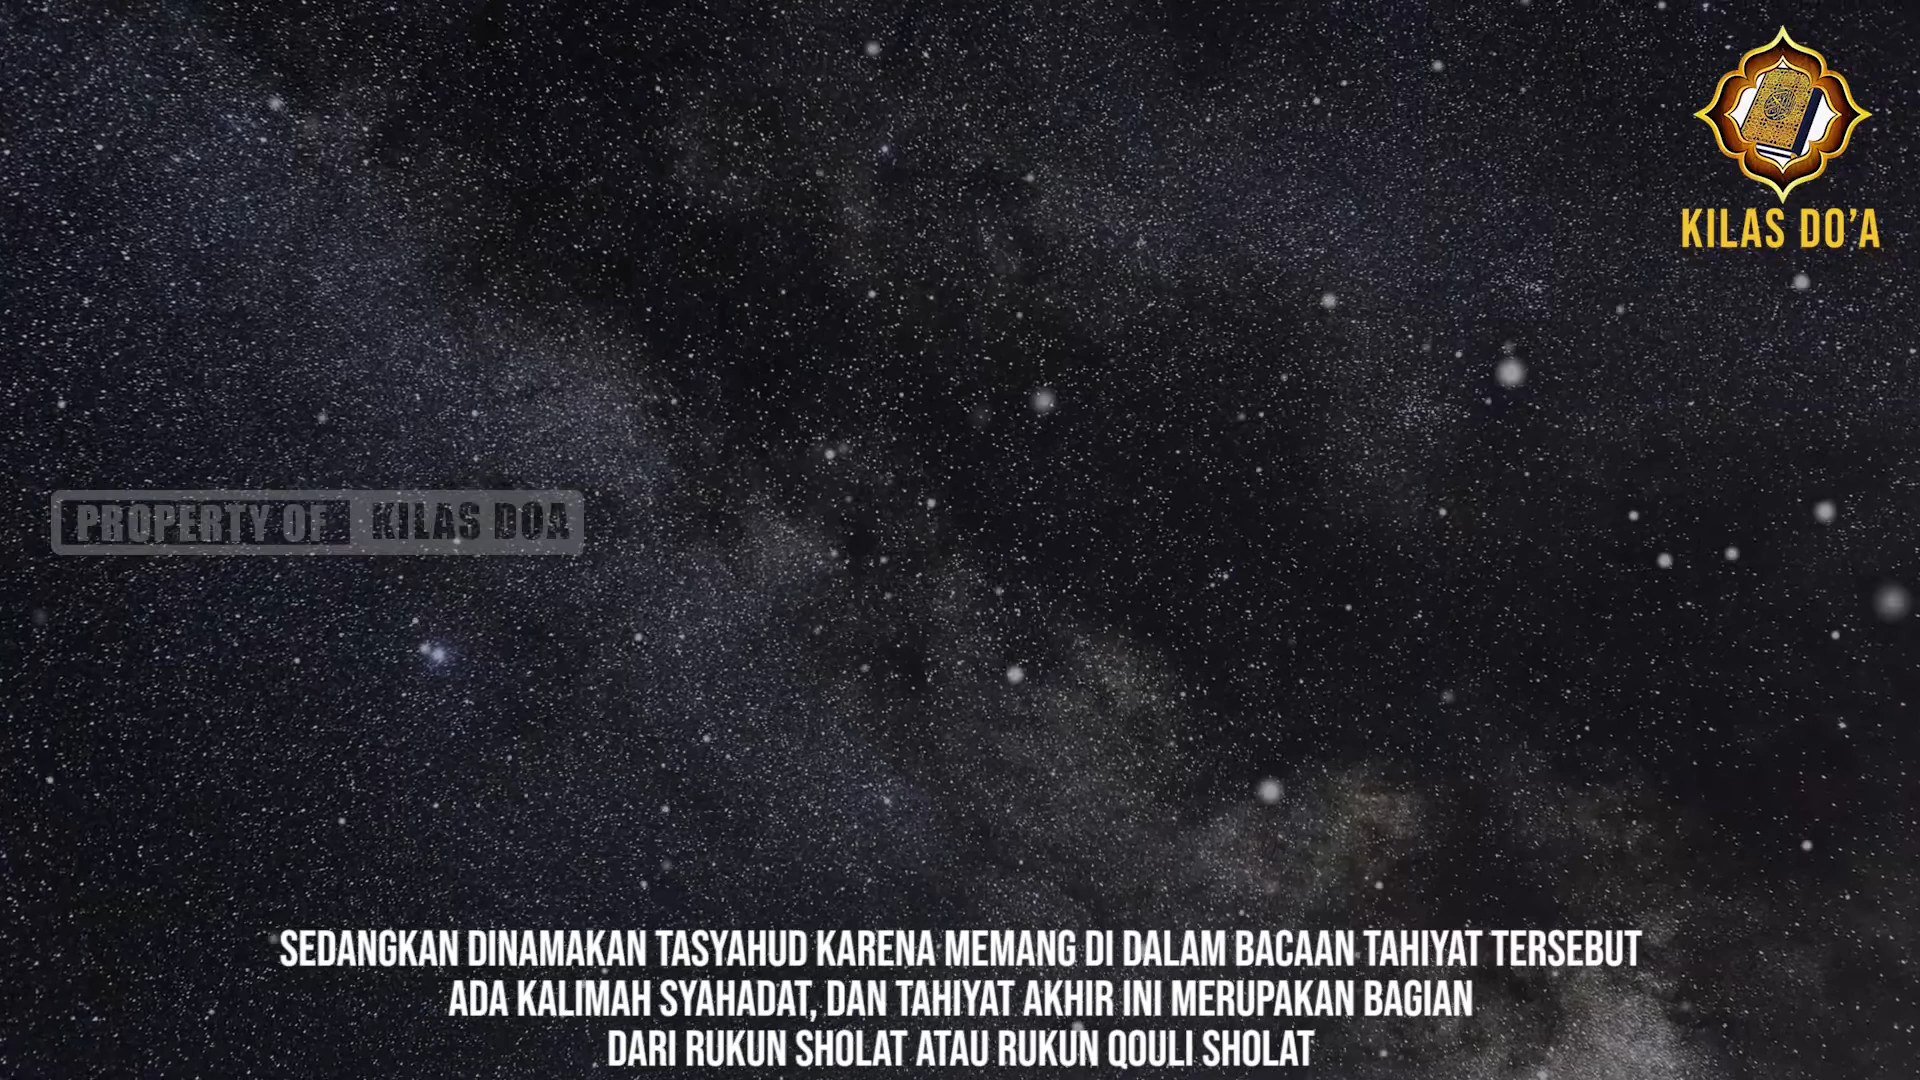 KILAS DO'A
PROPERTY OF KILAS DOA
SEDANGKAN DINAMAKAN TASYAHUD KARENA MEMANG DI DALAM BACAAN TAHIYAT TERSEBUT
ADA KALIMAH SYAHADAT, DAN TAHIYAT AKHIR INI MERUPAKAN BAGIAN
DARI RUKUN SHOLAT ATAU RUKUN QOULI SHOLAT